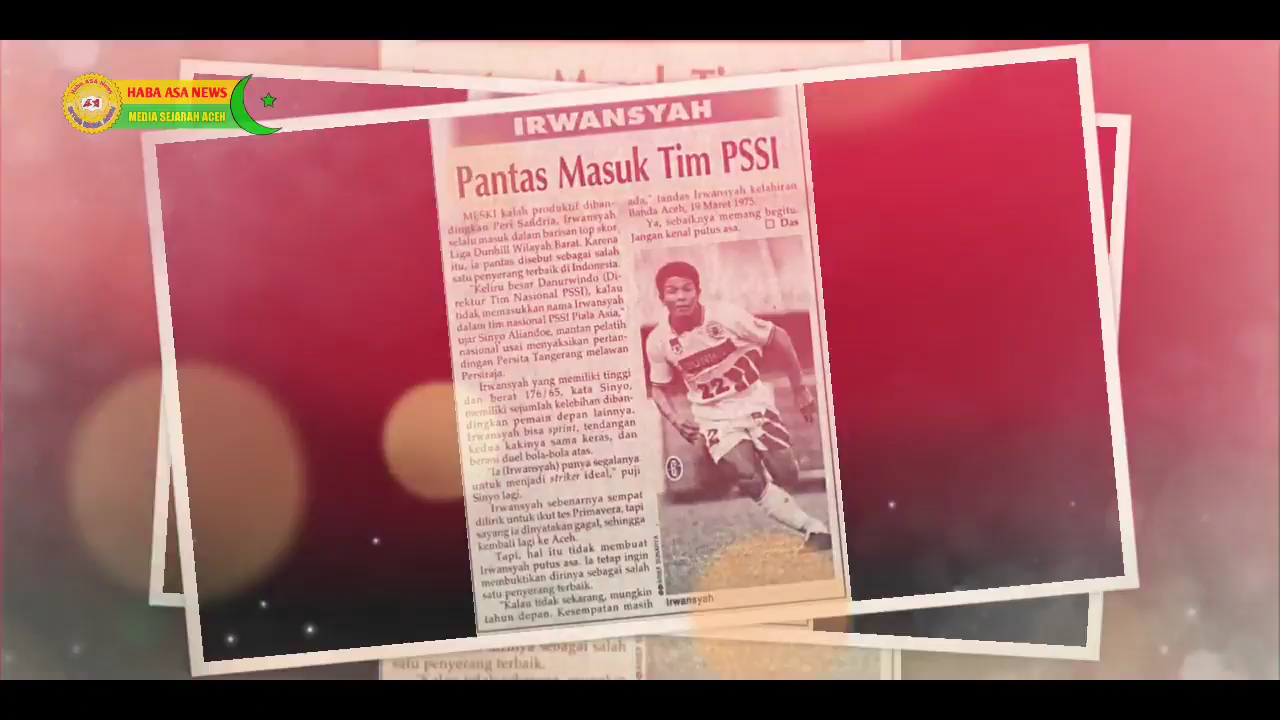 HABA ASA NEWS
MEDIA SEJARAH ACEH
IRWANSYAH
Pantas Masuk Tim PSSI
MESKI kalah produktif diban-
dingkan Peri Sandria, Irwansyah
selalu masuk dalam barisan top skor
Liga Dunhill Wilayah Barat. Karena
itu, ia pantas disebut sebagai salah
satu penyerang terbaik di Indonesia.
"Keliru besar Danurwindo (Di-
rektur Tim Nasional PSSI), kalau
tidak memasukkan nama Irwansyah
dalam tim nasional PSSI Piala Asia,"
ujar Sinyo Aliandoe, mantan pelatih
nasional usai menyaksikan pertan-
dingan Persita Tangerang melawan
Persiraja.
Irwansyah yang memiliki tinggi
dan berat 176/65, kata Sinyo,
memiliki sejumlah kelebihan diban-
dingkan pemain depan lainnya.
Irwansyah bisa sprint, tendangan
kedua kakinya sama keras, dan
berani duel bola-bola atas.
"Ia (Irwansyah) punya segalanya
untuk menjadi striker ideal," puji
Sinyo lagi.
Irwansyah sebenarnya sempat
dilirik untuk ikut tes Primavera, tapi
sayang ia dinyatakan gagal, sehingga
kembali lagi ke Aceh.
Tapi, hal itu tidak membuat
Irwansyah putus asa. Ia tetap ingin
membuktikan dirinya sebagai salah
satu penyerang terbaik.
"Kalau tidak sekarang, mungkin
tahun depan. Kesempatan masih
ada," tandas Irwansyah kelahiran
Banda Aceh, 19 Maret 1975.
Ya, sebaiknya memang begitu.
Jangan kenal putus asa. □ Das
22
Irwansyah
sebagai salah
satu penyerang terbaik.